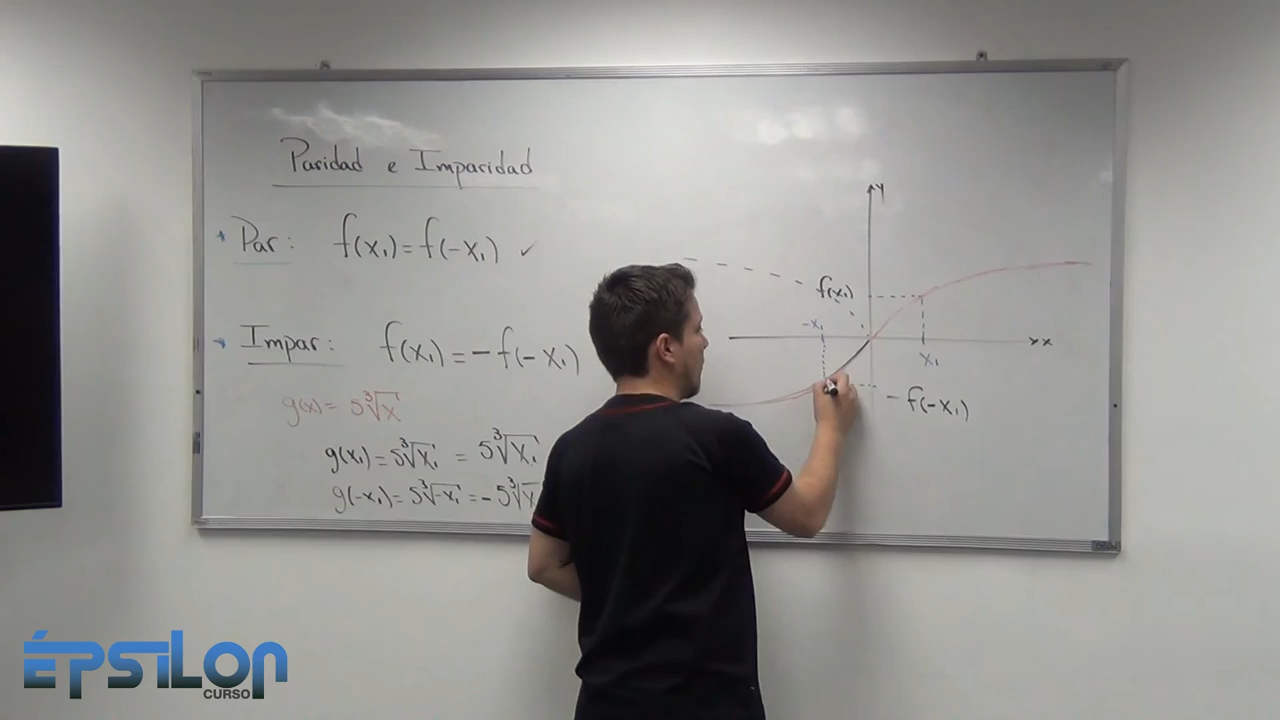 Paridad e Imparidad
* Par: f(x₁) = f(-x₁) ✓
* Impar: f(x₁) = -f(-x₁)
g(x) = 5∛x
g(x₁) = 5∛x₁ = 5∛x₁
g(-x₁) = 5∛-x₁ = -5∛x
y
f(x₁)
-x₁
xx
x₁
-f(-x₁)
ÉPSILON
CURSO